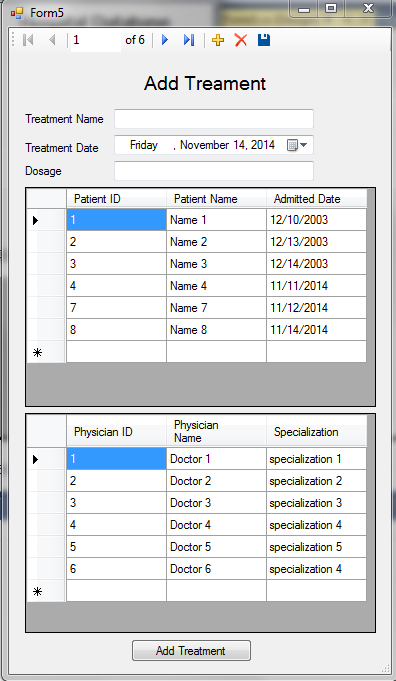 Form5
1 of 6
Add Treament
Treatment Name
Treatment Date Friday , November 14, 2014
Dosage
Patient ID Patient Name Admitted Date
1 Name 1 12/10/2003
2 Name 2 12/13/2003
3 Name 3 12/14/2003
4 Name 4 11/11/2014
7 Name 7 11/12/2014
8 Name 8 11/14/2014
Physician ID Physician Name Specialization
1 Doctor 1 specialization 1
2 Doctor 2 specialization 2
3 Doctor 3 specialization 3
4 Doctor 4 specialization 4
5 Doctor 5 specialization 5
6 Doctor 6 specialization 4
Add Treatment